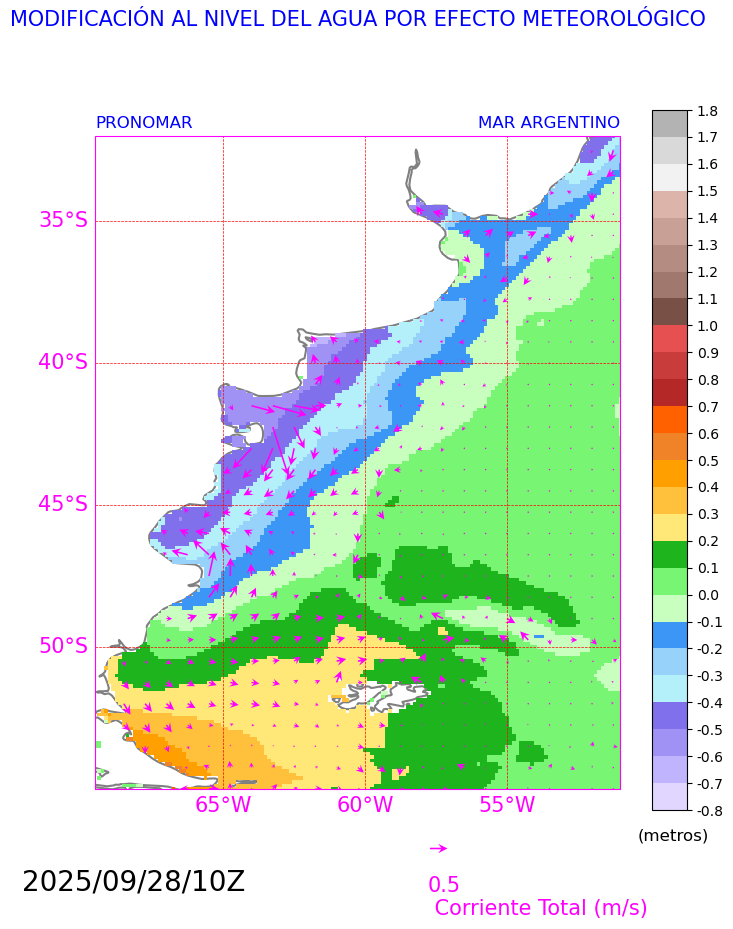 MODIFICACIÓN AL NIVEL DEL AGUA POR EFECTO METEOROLÓGICO
PRONOMAR MAR ARGENTINO
35°S
40°S
45°S
50°S
65°W 60°W 55°W
1.8
1.7
1.6
1.5
1.4
1.3
1.2
1.1
1.0
0.9
0.8
0.7
0.6
0.5
0.4
0.3
0.2
0.1
0.0
-0.1
-0.2
-0.3
-0.4
-0.5
-0.6
-0.7
-0.8
(metros)
2025/09/28/10Z
0.5
Corriente Total (m/s)